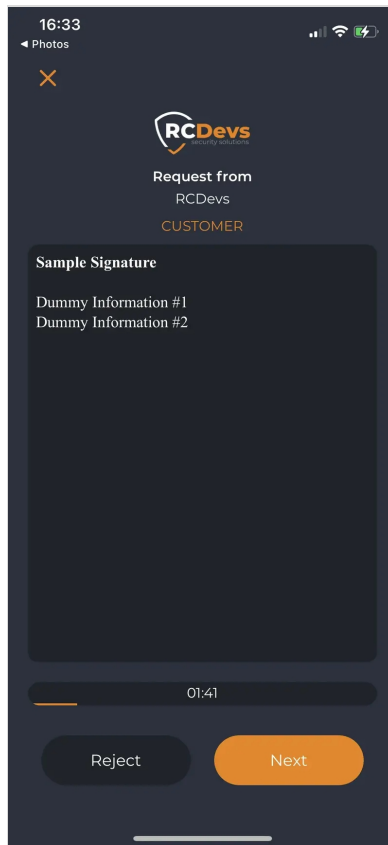 16:33
◀ Photos
RCDevs
security solutions
Request from
RCDevs
CUSTOMER
Sample Signature
Dummy Information #1
Dummy Information #2
01:41
Reject
Next